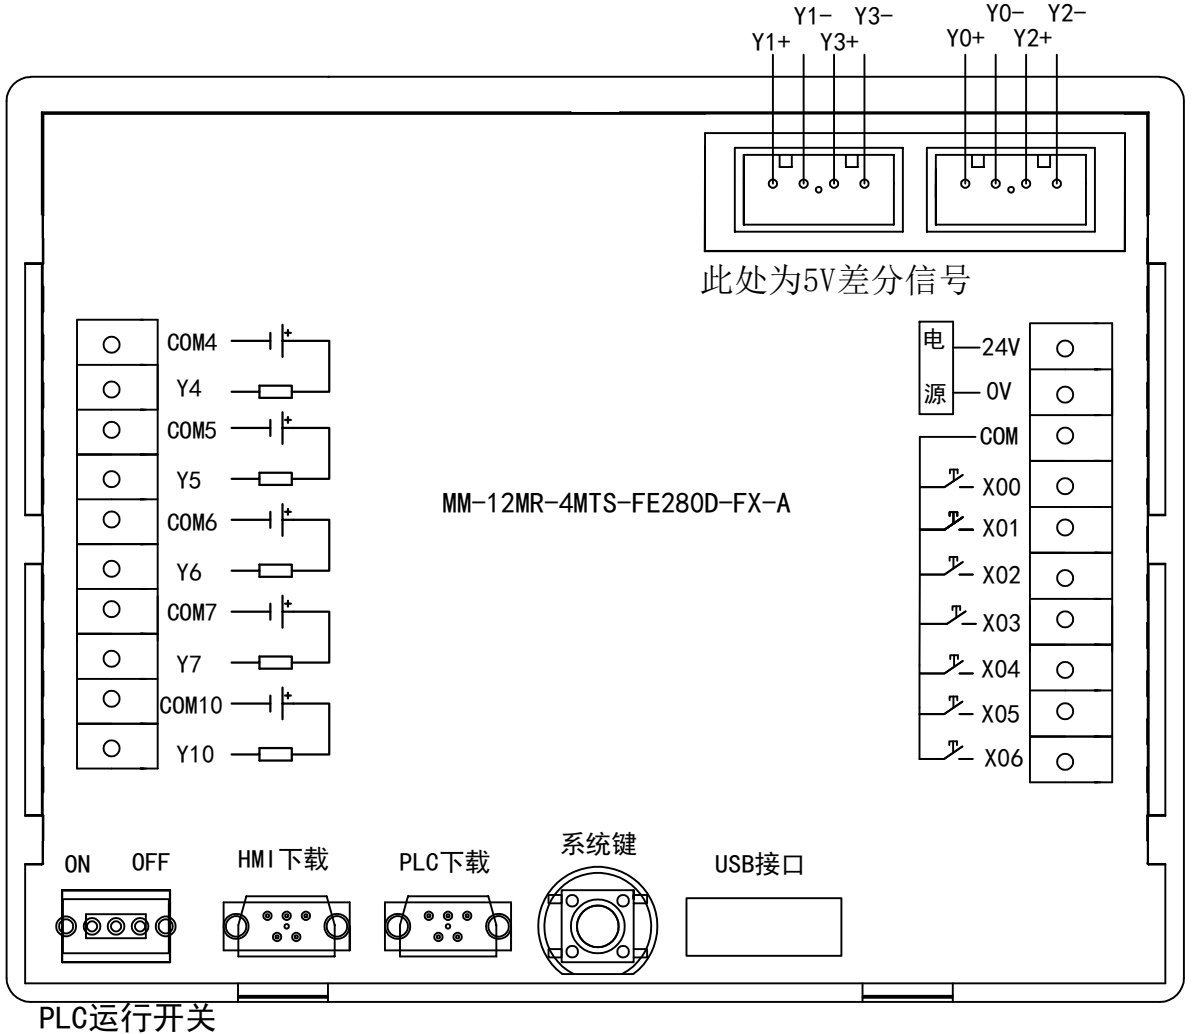 Y1- Y3- Y0- Y2-
Y1+ Y3+ Y0+ Y2+
此处为5V差分信号
COM4
Y4
COM5
Y5
COM6
Y6
COM7
Y7
COM10
Y10
MM-12MR-4MTS-FE280D-FX-A
电源
24V
0V
COM
X00
X01
X02
X03
X04
X05
X06
ON OFF
HMI下载
PLC下载
系统键
USB接口
PLC运行开关